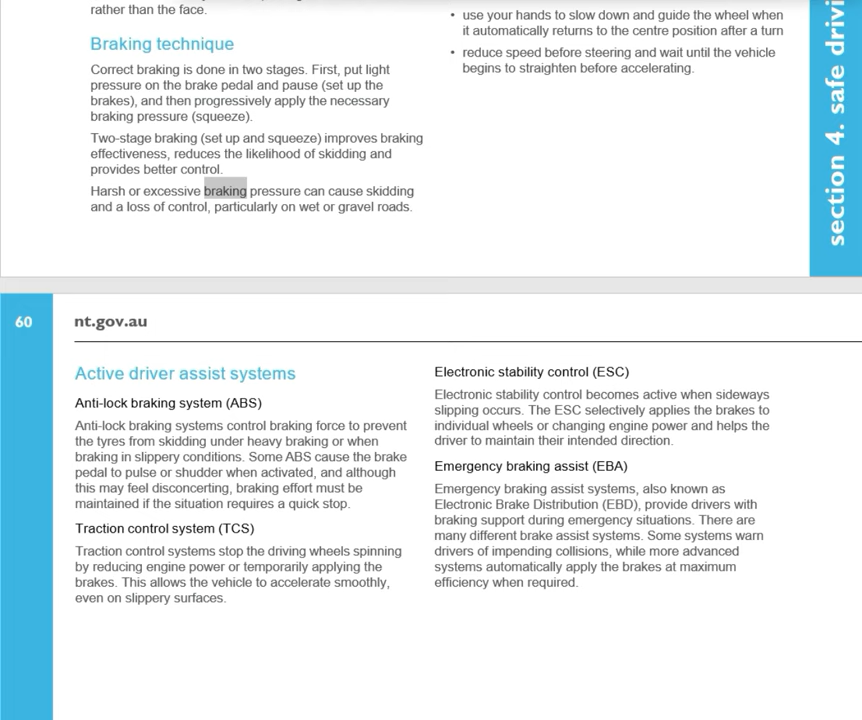 rather than the face.
Braking technique
Correct braking is done in two stages. First, put light
pressure on the brake pedal and pause (set up the
brakes), and then progressively apply the necessary
braking pressure (squeeze).
Two-stage braking (set up and squeeze) improves braking
effectiveness, reduces the likelihood of skidding and
provides better control.
Harsh or excessive braking pressure can cause skidding
and a loss of control, particularly on wet or gravel roads.
• use your hands to slow down and guide the wheel when
it automatically returns to the centre position after a turn
• reduce speed before steering and wait until the vehicle
begins to straighten before accelerating.
section 4. safe drivi
60
nt.gov.au
Active driver assist systems
Anti-lock braking system (ABS)
Anti-lock braking systems control braking force to prevent
the tyres from skidding under heavy braking or when
braking in slippery conditions. Some ABS cause the brake
pedal to pulse or shudder when activated, and although
this may feel disconcerting, braking effort must be
maintained if the situation requires a quick stop.
Traction control system (TCS)
Traction control systems stop the driving wheels spinning
by reducing engine power or temporarily applying the
brakes. This allows the vehicle to accelerate smoothly,
even on slippery surfaces.
Electronic stability control (ESC)
Electronic stability control becomes active when sideways
slipping occurs. The ESC selectively applies the brakes to
individual wheels or changing engine power and helps the
driver to maintain their intended direction.
Emergency braking assist (EBA)
Emergency braking assist systems, also known as
Electronic Brake Distribution (EBD), provide drivers with
braking support during emergency situations. There are
many different brake assist systems. Some systems warn
drivers of impending collisions, while more advanced
systems automatically apply the brakes at maximum
efficiency when required.